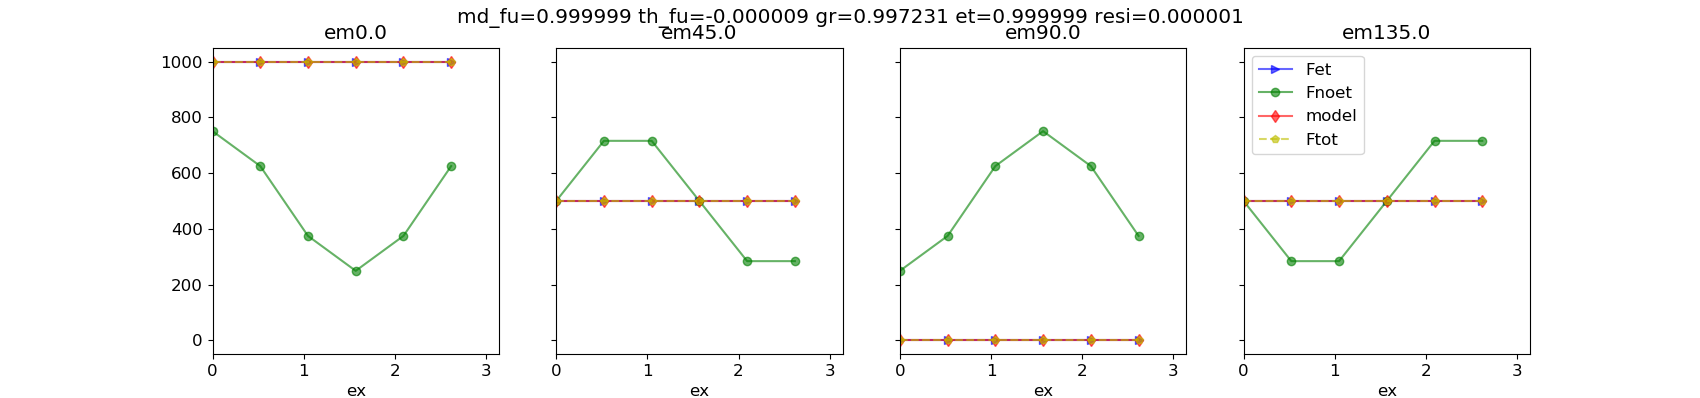 md_fu=0.999999 th_fu=-0.000009 gr=0.997231 et=0.999999 resi=0.000001
em0.0
em45.0
em90.0
em135.0
1000
800
600
400
200
0
Fet
Fnoet
model
Ftot
0 1 2 3
0 1 2 3
0 1 2 3
0 1 2 3
ex
ex
ex
ex